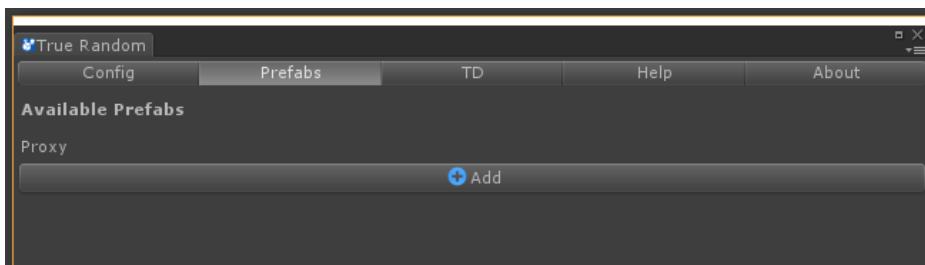 True Random
Config Prefabs TD Help About
Available Prefabs
Proxy
Add